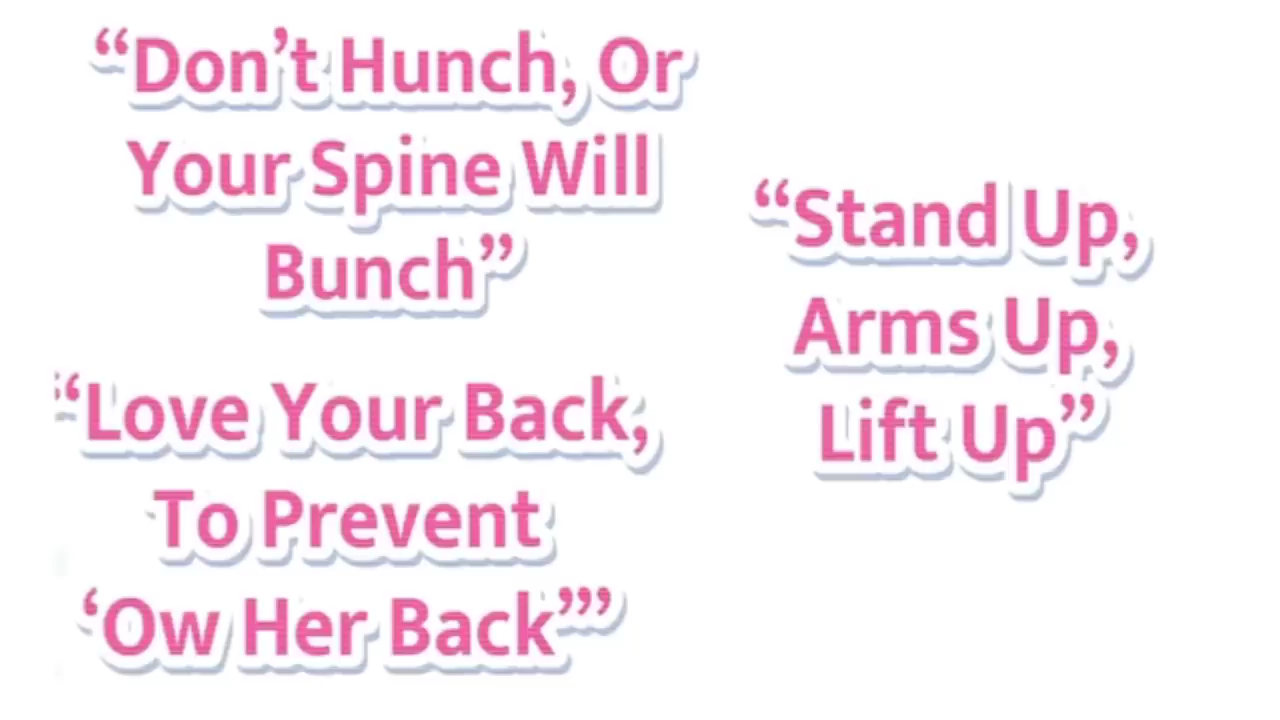 “Don’t Hunch, Or
Your Spine Will
Bunch”
“Love Your Back,
To Prevent
‘Ow Her Back’”
“Stand Up,
Arms Up,
Lift Up”